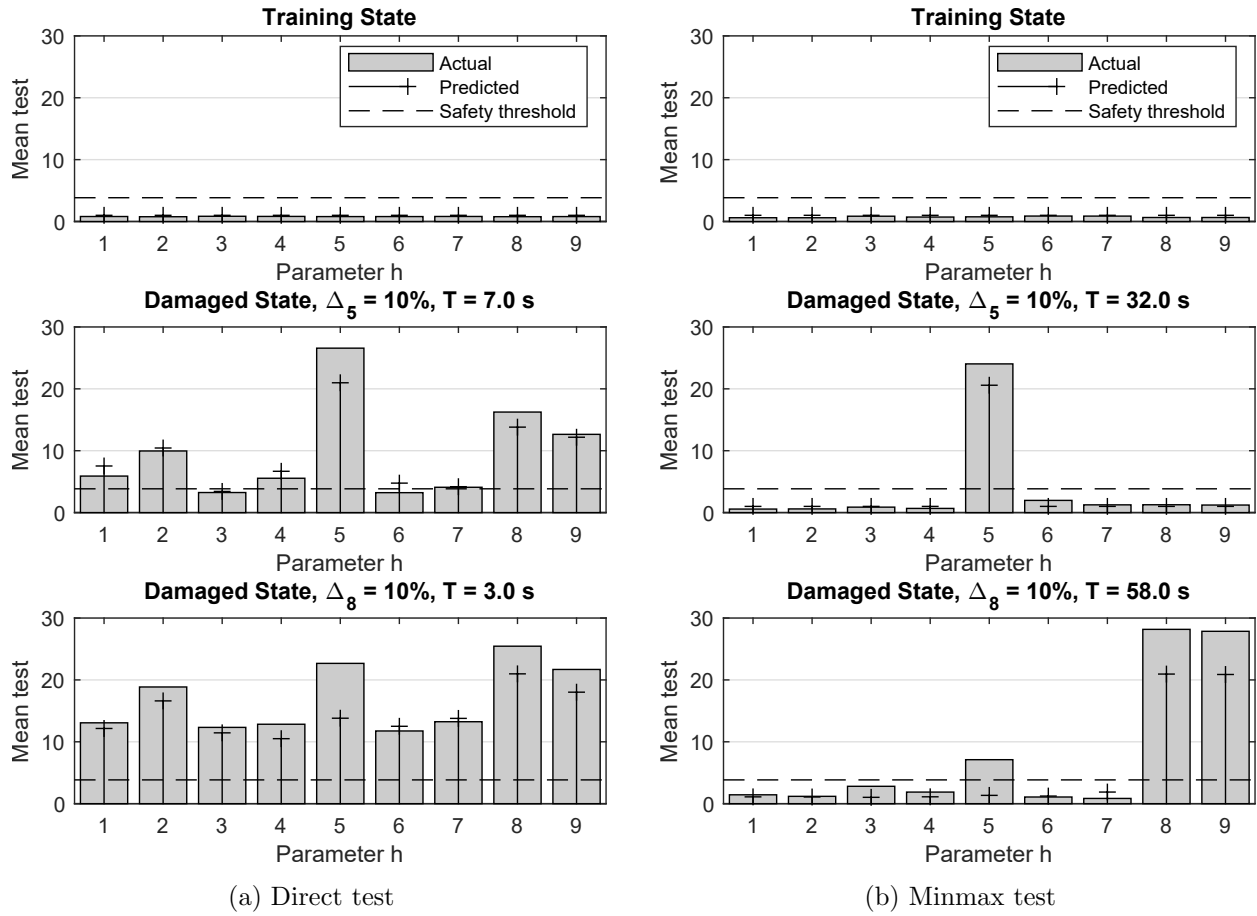 Training State
30
20
10
0
Mean test
Actual
Predicted
Safety threshold
1 2 3 4 5 6 7 8 9
Parameter h
Damaged State, Δ5 = 10%, T = 7.0 s
30
20
10
0
Mean test
1 2 3 4 5 6 7 8 9
Parameter h
Damaged State, Δ8 = 10%, T = 3.0 s
30
20
10
0
Mean test
1 2 3 4 5 6 7 8 9
Parameter h
(a) Direct test
Training State
30
20
10
0
Mean test
Actual
Predicted
Safety threshold
1 2 3 4 5 6 7 8 9
Parameter h
Damaged State, Δ5 = 10%, T = 32.0 s
30
20
10
0
Mean test
1 2 3 4 5 6 7 8 9
Parameter h
Damaged State, Δ8 = 10%, T = 58.0 s
30
20
10
0
Mean test
1 2 3 4 5 6 7 8 9
Parameter h
(b) Minmax test